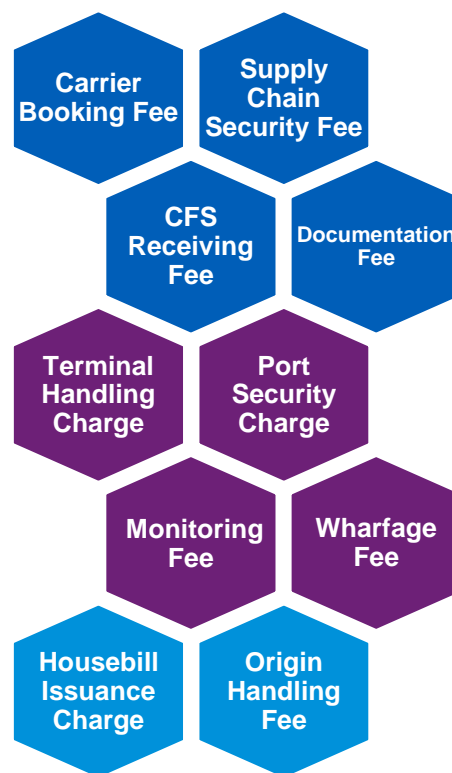 Carrier
Booking Fee
Supply
Chain
Security Fee
CFS
Receiving
Fee
Documentation
Fee
Terminal
Handling
Charge
Port
Security
Charge
Monitoring
Fee
Wharfage
Fee
Housebill
Issuance
Charge
Origin
Handling
Fee